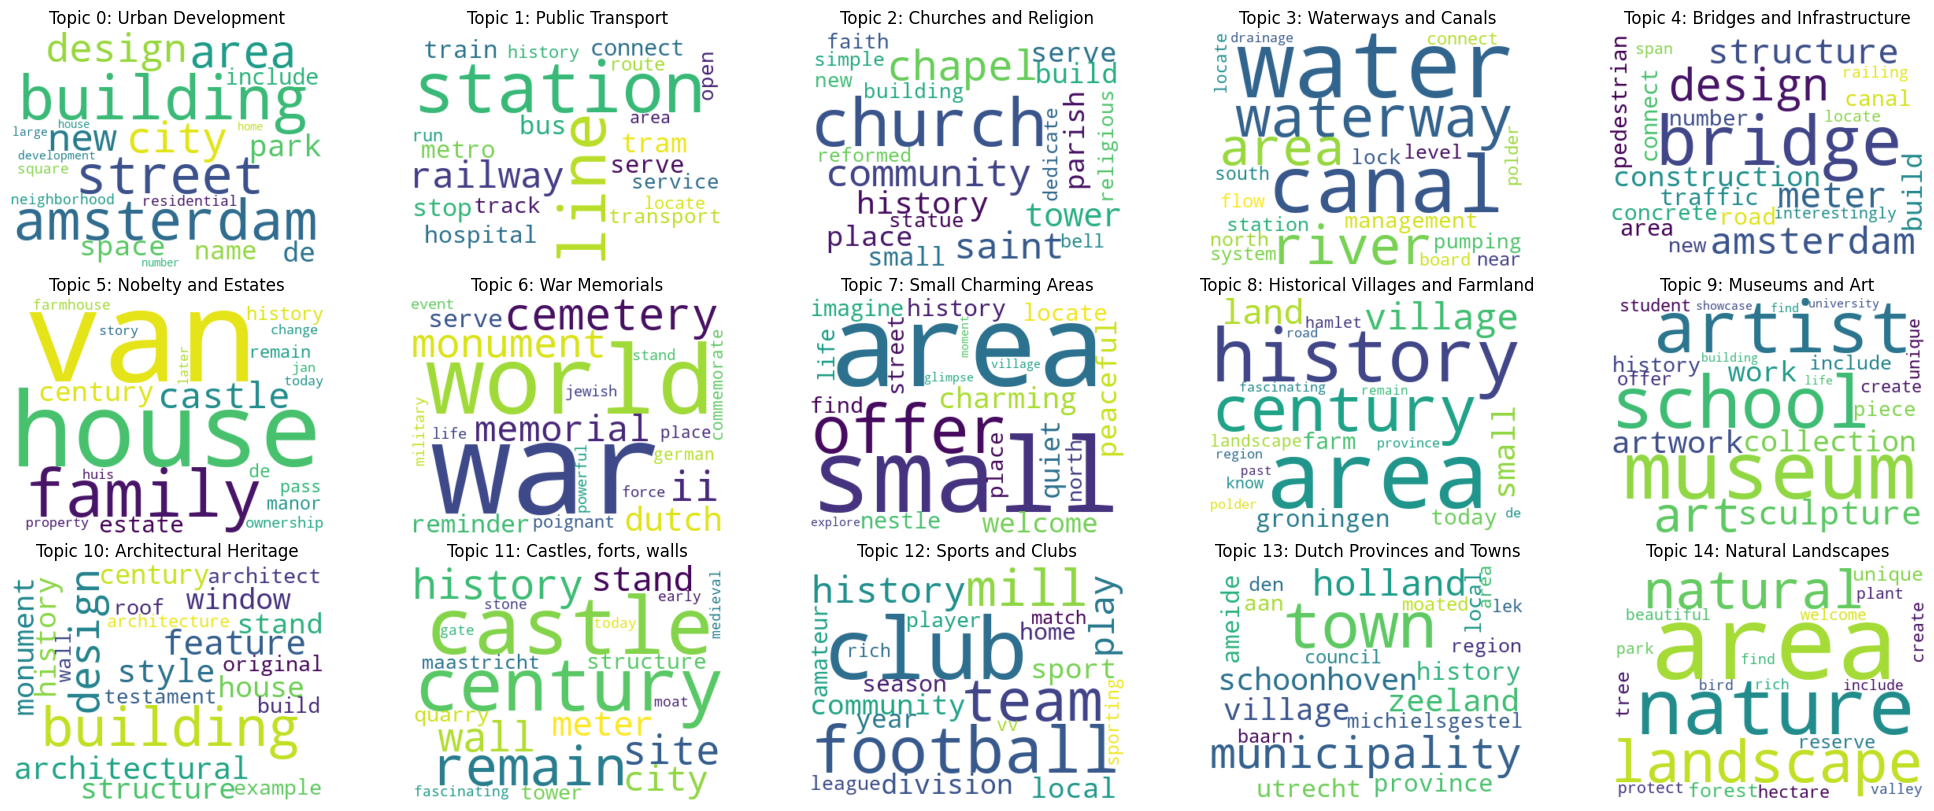 Topic 0: Urban Development
design
area
include
building
house
large
new
city
home
park
development
square
street
neighborhood
residential
amsterdam
space
name
de
number
Topic 1: Public Transport
train
history
connect
route
open
station
area
bus
line
run
metro
tram
serve
railway
service
stop
track
locate
transport
hospital
Topic 2: Churches and Religion
faith
simple
chapel
serve
new
build
building
church
parish
religious
reformed
dedicate
community
history
statue
tower
place
saint
bell
small
Topic 3: Waterways and Canals
drainage
connect
locate
water
waterway
area
lock
level
polder
south
canal
flow
station
management
north
river
pumping
system
board
near
Topic 4: Bridges and Infrastructure
span
structure
pedestrian
design
railing
connect
canal
number
locate
bridge
build
construction
traffic
meter
concrete
road
interestingly
area
new
amsterdam
Topic 5: Nobelty and Estates
farmhouse
van
history
story
change
later
remain
jan
century
castle
today
house
huis
de
family
pass
manor
property
estate
ownership
Topic 6: War Memorials
event
serve
cemetery
monument
stand
world
commemorate
jewish
military
life
memorial
place
war
powerful
german
force
ii
reminder
poignant
dutch
Topic 7: Small Charming Areas
imagine
history
locate
life
street
area
moment
peaceful
village
glimpse
charming
find
offer
place
quiet
north
small
explore
nestle
welcome
Topic 8: Historical Villages and Farmland
land
hamlet
village
road
history
fascinating
remain
century
small
landscape
farm
province
region
past
area
know
polder
groningen
today
de
Topic 9: Museums and Art
student
showcase
find
university
artist
unique
history
building
work
include
offer
life
create
school
piece
artwork
collection
museum
art
sculpture
Topic 10: Architectural Heritage
century
architect
monument
history
design
roof
window
architecture
stand
wall
feature
style
original
testament
house
build
building
architectural
structure
example
Topic 11: Castles, forts, walls
history
stand
early
medieval
stone
castle
gate
today
maastricht
structure
century
moat
quarry
wall
meter
remain
site
city
fascinating
tower
Topic 12: Sports and Clubs
history
mill
play
amateur
player
match
club
home
rich
sport
season
community
team
year
vv
sporting
football
league
division
local
Topic 13: Dutch Provinces and Towns
den
holland
local
area
aan
moated
lek
ameide
town
region
council
schoonhoven
history
zeeland
village
michielsgestel
baarn
municipality
utrecht
province
Topic 14: Natural Landscapes
natural
unique
plant
beautiful
welcome
create
area
park
find
tree
bird
rich
include
nature
reserve
landscape
protect
forest
hectare
valley